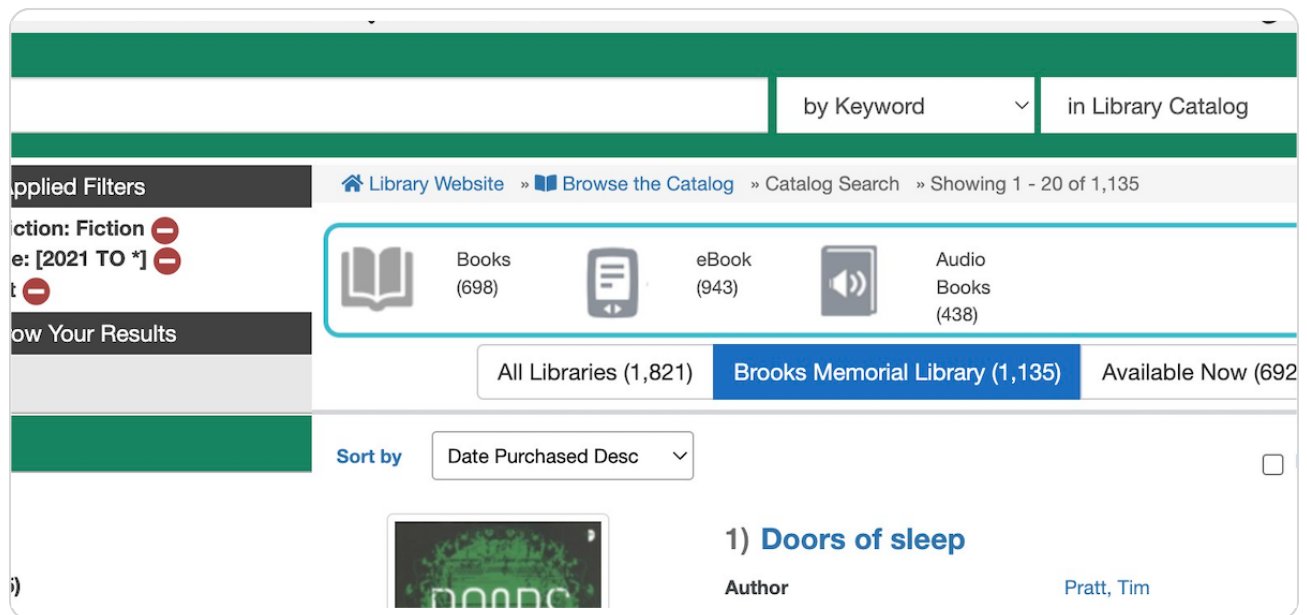 by Keyword
in Library Catalog
Applied Filters
Library Website » Browse the Catalog » Catalog Search » Showing 1 - 20 of 1,135
iction: Fiction
e: [2021 TO *]
t
ow Your Results
Books
(698)
eBook
(943)
Audio
Books
(438)
All Libraries (1,821)
Brooks Memorial Library (1,135)
Available Now (692
Sort by
Date Purchased Desc
1) Doors of sleep
DOORS
Author
Pratt, Tim